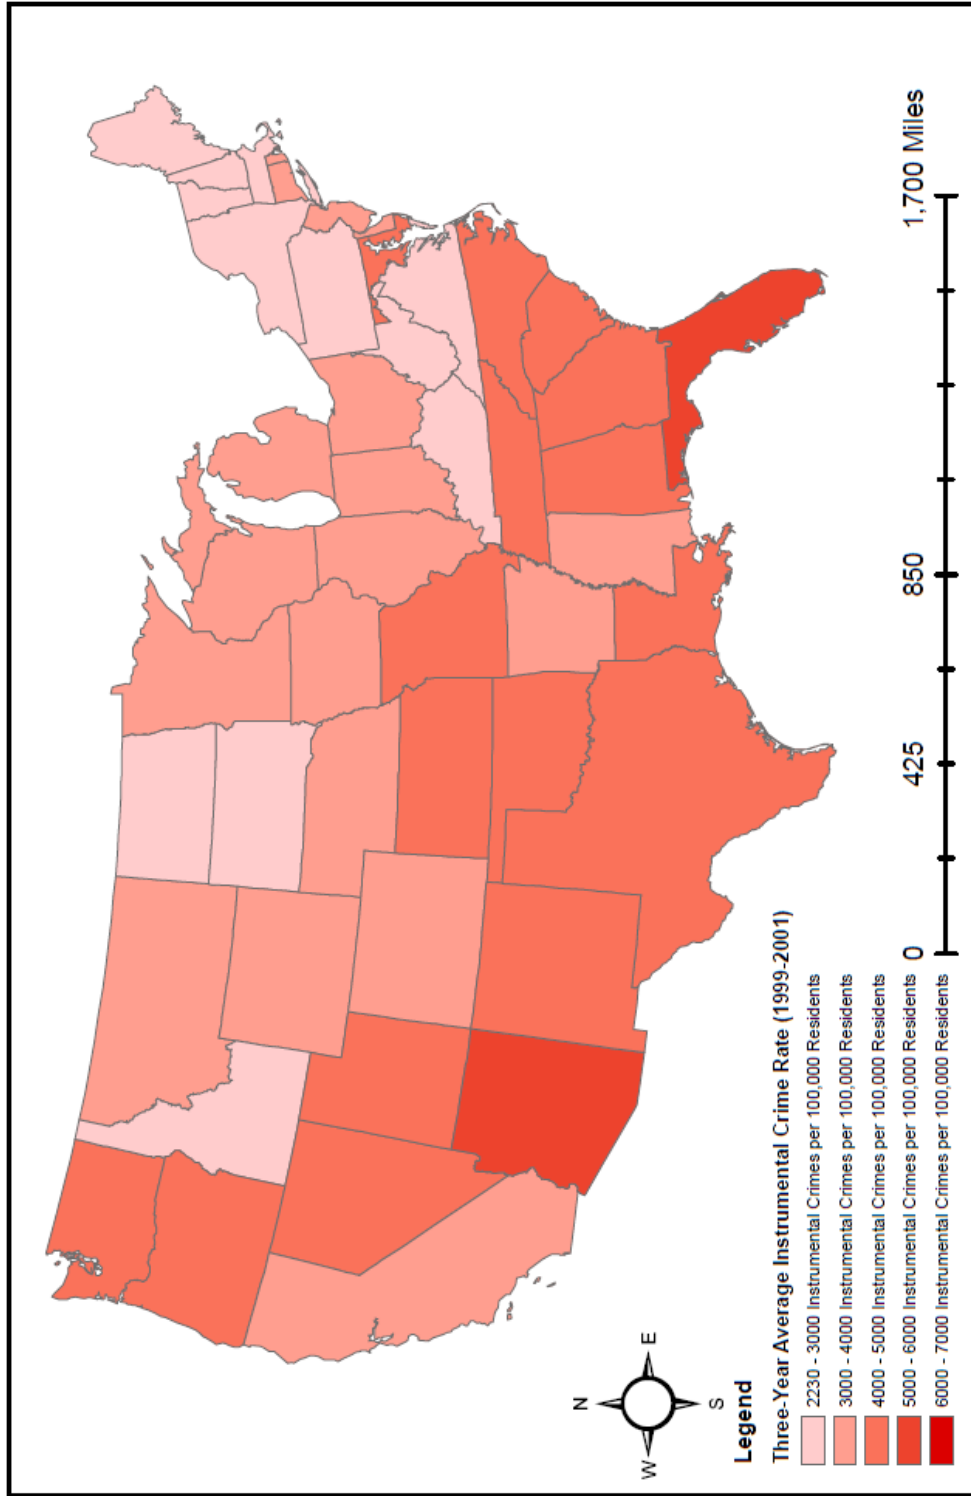 N
W
E
S
Legend
Three-Year Average Instrumental Crime Rate (1999-2001)
2230 - 3000 Instrumental Crimes per 100,000 Residents
3000 - 4000 Instrumental Crimes per 100,000 Residents
4000 - 5000 Instrumental Crimes per 100,000 Residents
5000 - 6000 Instrumental Crimes per 100,000 Residents
6000 - 7000 Instrumental Crimes per 100,000 Residents
0 425 850 1,700 Miles